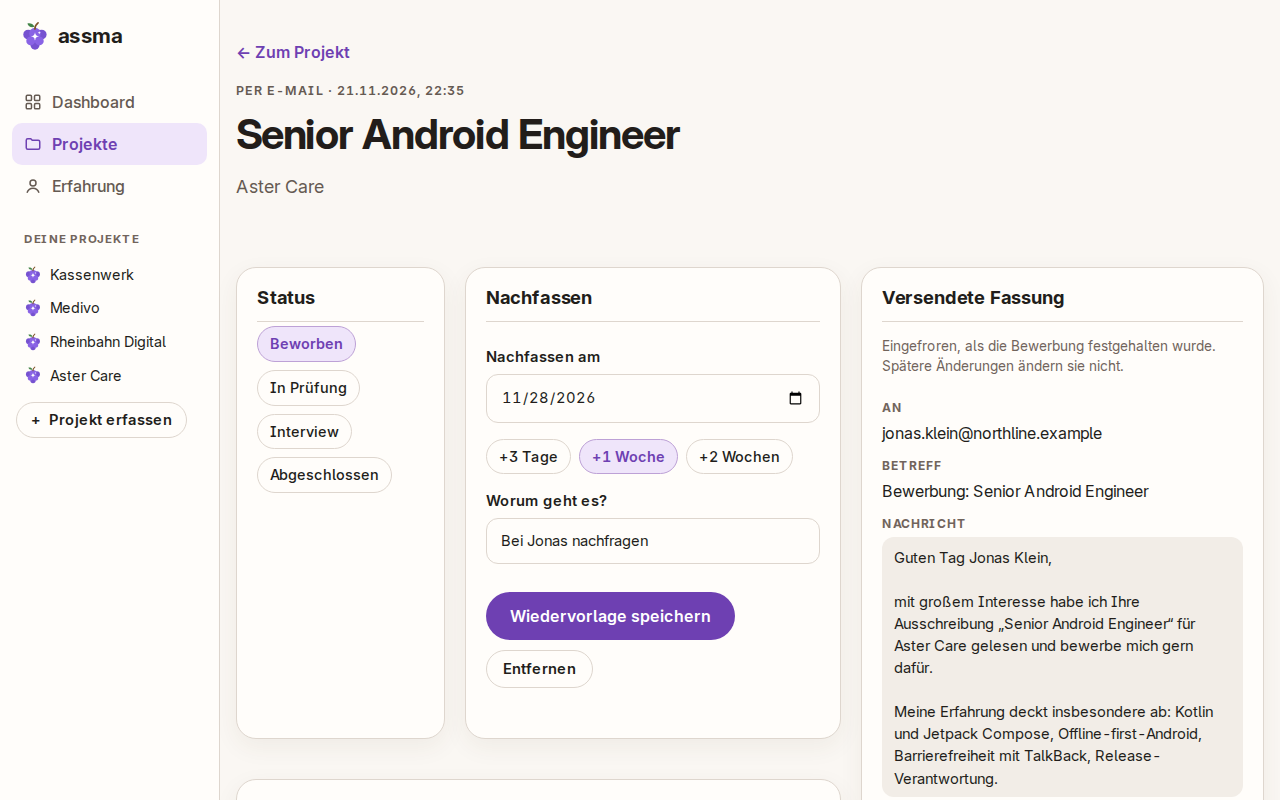 assma
Dashboard
Projekte
Erfahrung
DEINE PROJEKTE
Kassenwerk
Medivo
Rheinbahn Digital
Aster Care
+ Projekt erfassen
← Zum Projekt
PER E-MAIL · 21.11.2026, 22:35
Senior Android Engineer
Aster Care
Status
Beworben
In Prüfung
Interview
Abgeschlossen
Nachfassen
Nachfassen am
11/28/2026
+3 Tage
+1 Woche
+2 Wochen
Worum geht es?
Bei Jonas nachfragen
Wiedervorlage speichern
Entfernen
Versendete Fassung
Eingefroren, als die Bewerbung festgehalten wurde.
Spätere Änderungen ändern sie nicht.
AN
jonas.klein@northline.example
BETREFF
Bewerbung: Senior Android Engineer
NACHRICHT
Guten Tag Jonas Klein,
mit großem Interesse habe ich Ihre
Ausschreibung „Senior Android Engineer“ für
Aster Care gelesen und bewerbe mich gern
dafür.
Meine Erfahrung deckt insbesondere ab: Kotlin
und Jetpack Compose, Offline-first-Android,
Barrierefreiheit mit TalkBack, Release-
Verantwortung.